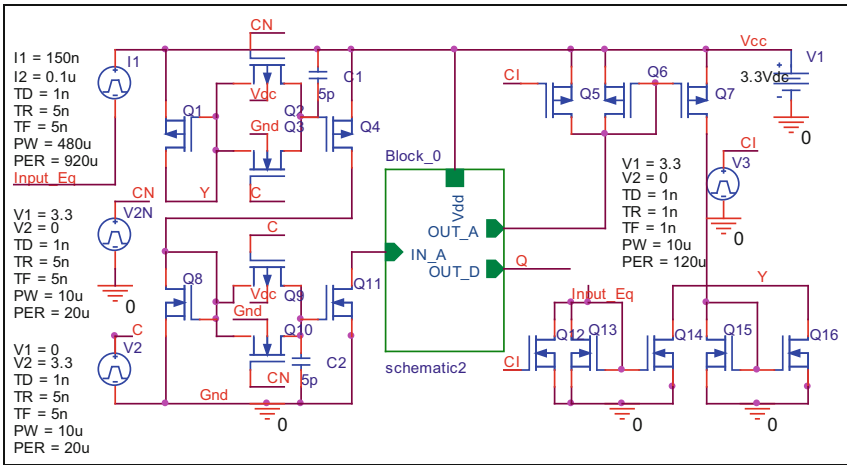 CN
Vcc
V1
I1 = 150n
I2 = 0.1u
TD = 1n
TR = 5n
TF = 5n
PW = 480u
PER = 920u
Input_Eq
I1
C1
5p
Vcc
Q1
Q2
Q3
Gnd
Q4
Y
C
CI
Q5
Q6
Q7
3.3Vdc
0
CI
V3
0
V1 = 3.3
V2 = 0
TD = 1n
TR = 1n
TF = 1n
PW = 10u
PER = 120u
CN
V2N
0
V1 = 3.3
V2 = 0
TD = 1n
TR = 5n
TF = 5n
PW = 10u
PER = 20u
Block_0
Vdd
OUT_A
IN_A
OUT_D
Q
schematic2
C
Q8
Vcc
Q9
Gnd
Q10
Q11
CN
C2
5p
Gnd
0
C
V2
V1 = 0
V2 = 3.3
TD = 1n
TR = 5n
TF = 5n
PW = 10u
PER = 20u
Input_Eq
Y
CI
Q12
Q13
Q14
Q15
Q16
0
0